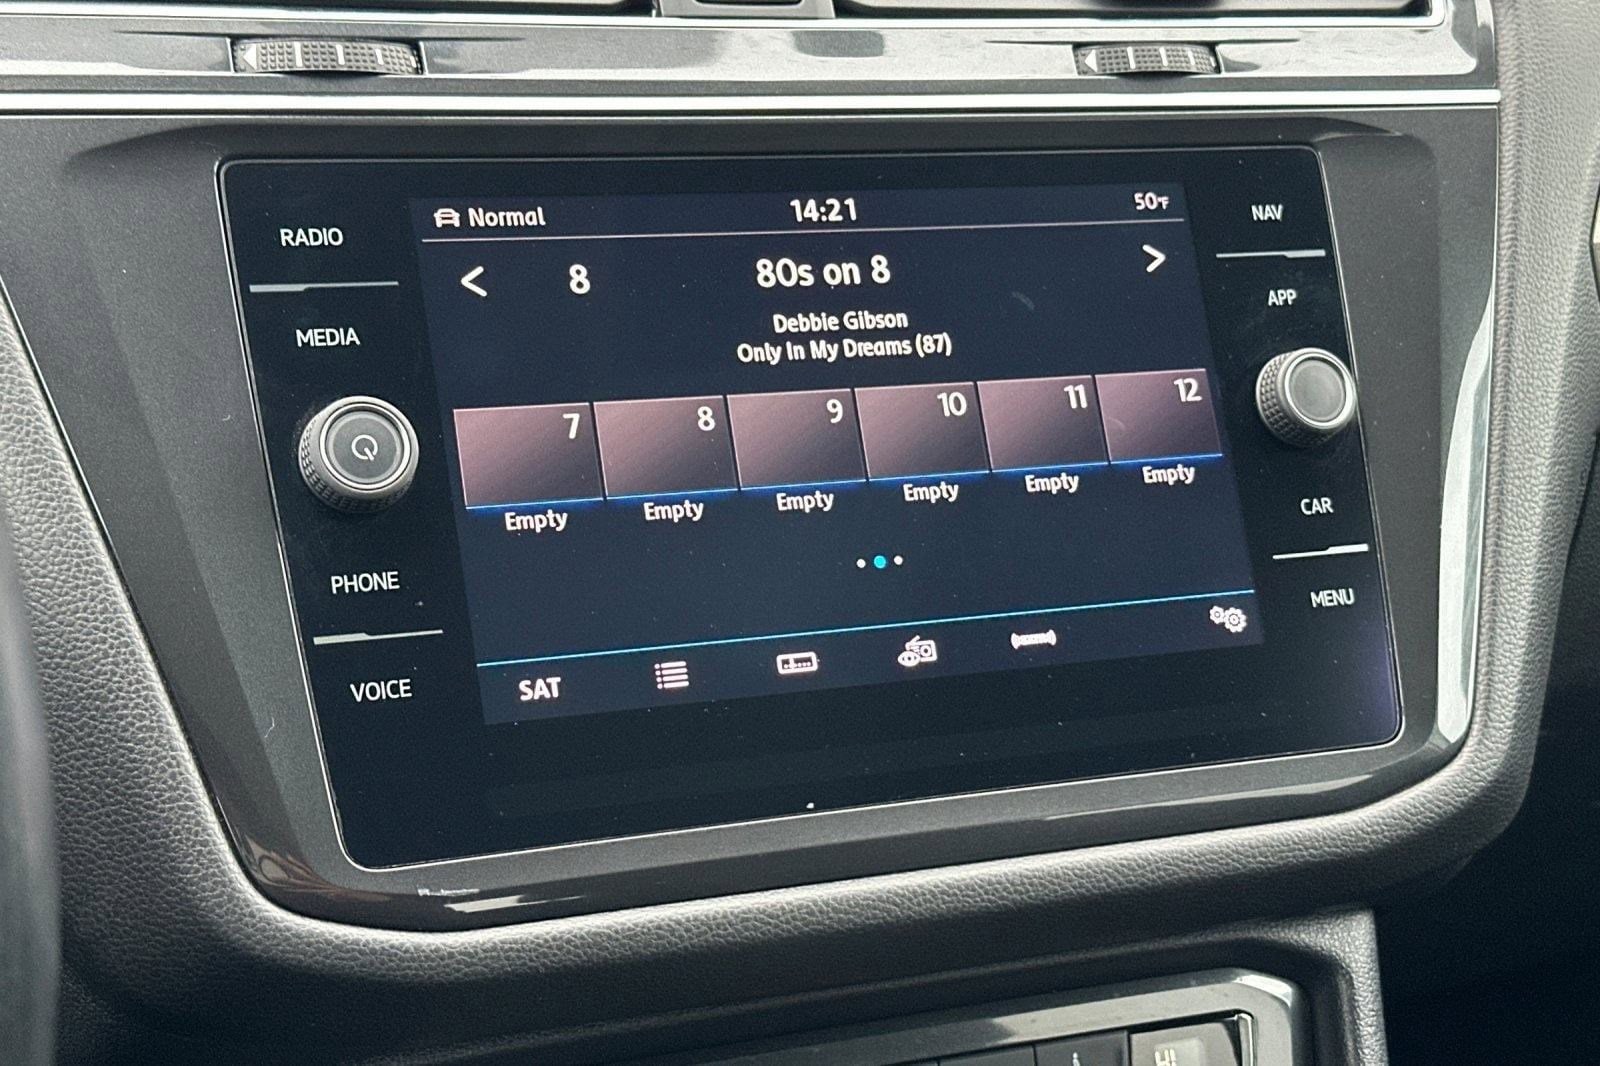 RADIO
MEDIA
PHONE
VOICE
Normal 14:21 50°F
8 80s on 8
Debbie Gibson
Only In My Dreams (87)
7 8 9 10 11 12
Empty Empty Empty Empty Empty Empty
SAT
NAV
APP
CAR
MENU